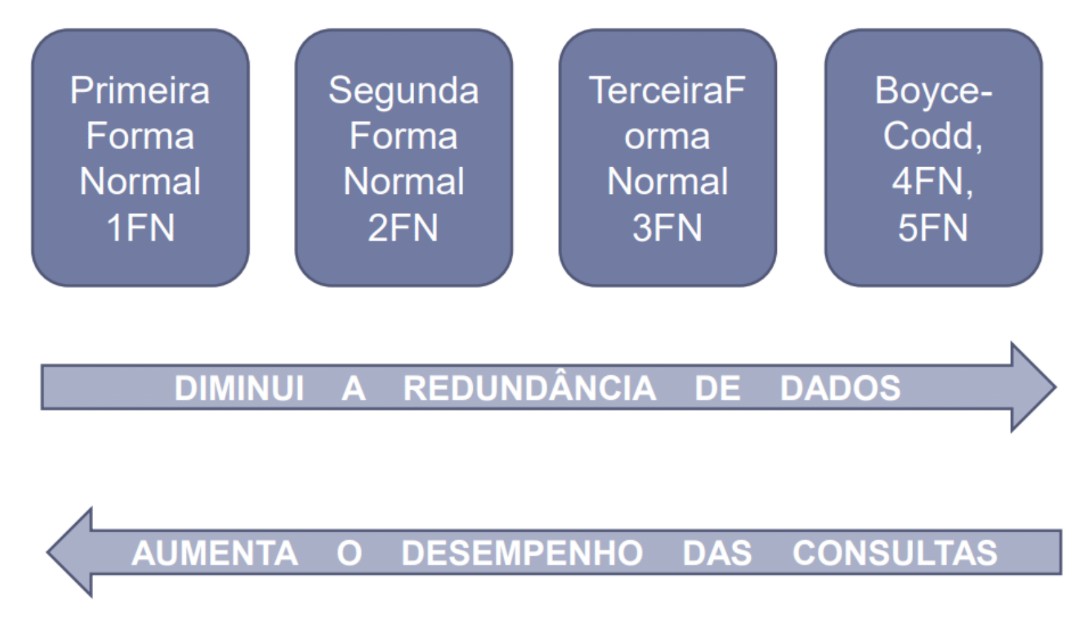 Primeira
Forma
Normal
1FN
Segunda
Forma
Normal
2FN
TerceiraF
orma
Normal
3FN
Boyce-
Codd,
4FN,
5FN
DIMINUI A REDUNDÂNCIA DE DADOS
AUMENTA O DESEMPENHO DAS CONSULTAS